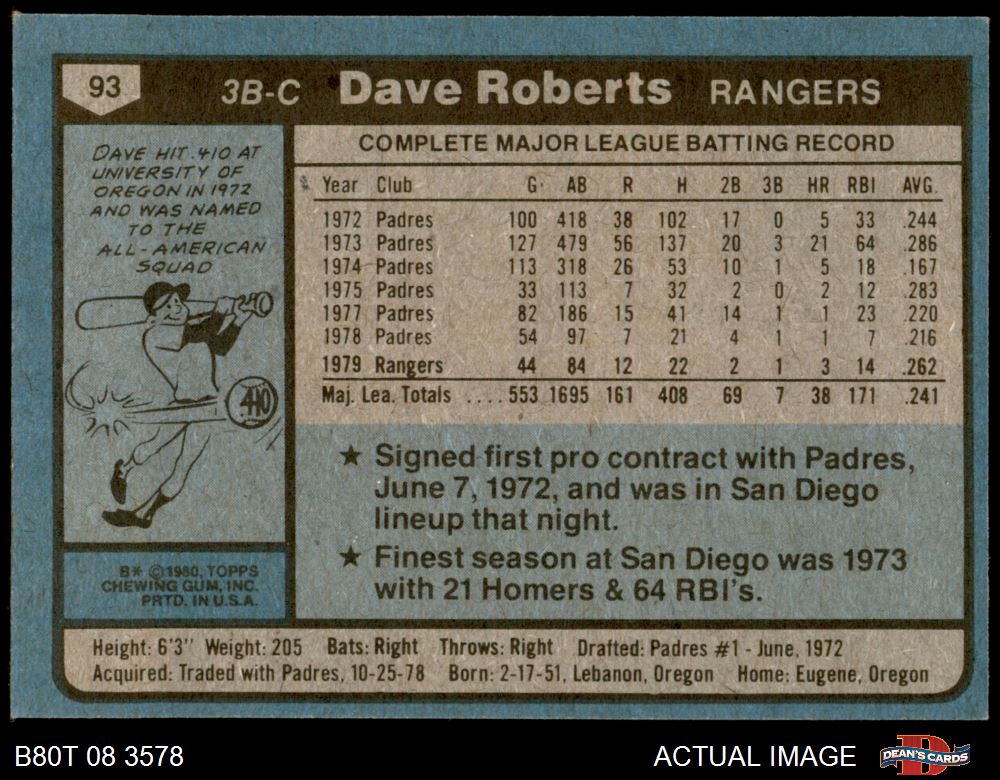 93 3B-C Dave Roberts RANGERS
DAVE HIT .410 AT
UNIVERSITY OF
OREGON IN 1972
AND WAS NAMED
TO THE
ALL-AMERICAN
SQUAD
.410
B* © 1980, TOPPS
CHEWING GUM, INC.
PRTD. IN U.S.A.
COMPLETE MAJOR LEAGUE BATTING RECORD
Year Club G AB R H 2B 3B HR RBI AVG.
1972 Padres 100 418 38 102 17 0 5 33 .244
1973 Padres 127 479 56 137 20 3 21 64 .286
1974 Padres 113 318 26 53 10 1 5 18 .167
1975 Padres 33 113 7 32 2 0 2 12 .283
1977 Padres 82 186 15 41 14 1 1 23 .220
1978 Padres 54 97 7 21 4 1 1 7 .216
1979 Rangers 44 84 12 22 2 1 3 14 .262
Maj. Lea. Totals .... 553 1695 161 408 69 7 38 171 .241
★ Signed first pro contract with Padres,
June 7, 1972, and was in San Diego
lineup that night.
★ Finest season at San Diego was 1973
with 21 Homers & 64 RBI's.
Height: 6'3" Weight: 205 Bats: Right Throws: Right Drafted: Padres #1 - June, 1972
Acquired: Traded with Padres, 10-25-78 Born: 2-17-51, Lebanon, Oregon Home: Eugene, Oregon
B80T 08 3578 ACTUAL IMAGE DEAN'S CARDS